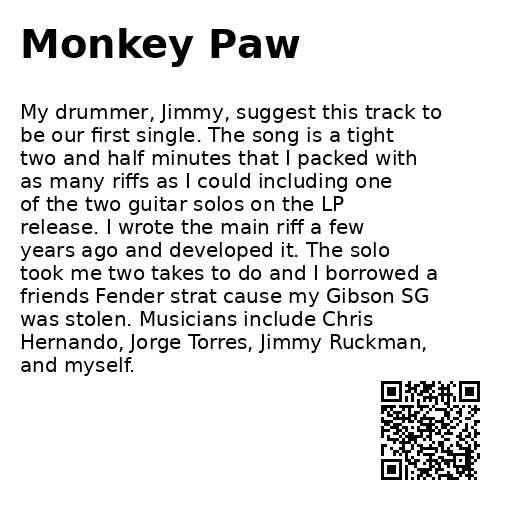 Monkey Paw
My drummer, Jimmy, suggest this track to
be our first single. The song is a tight
two and half minutes that I packed with
as many riffs as I could including one
of the two guitar solos on the LP
release. I wrote the main riff a few
years ago and developed it. The solo
took me two takes to do and I borrowed a
friends Fender strat cause my Gibson SG
was stolen. Musicians include Chris
Hernando, Jorge Torres, Jimmy Ruckman,
and myself.